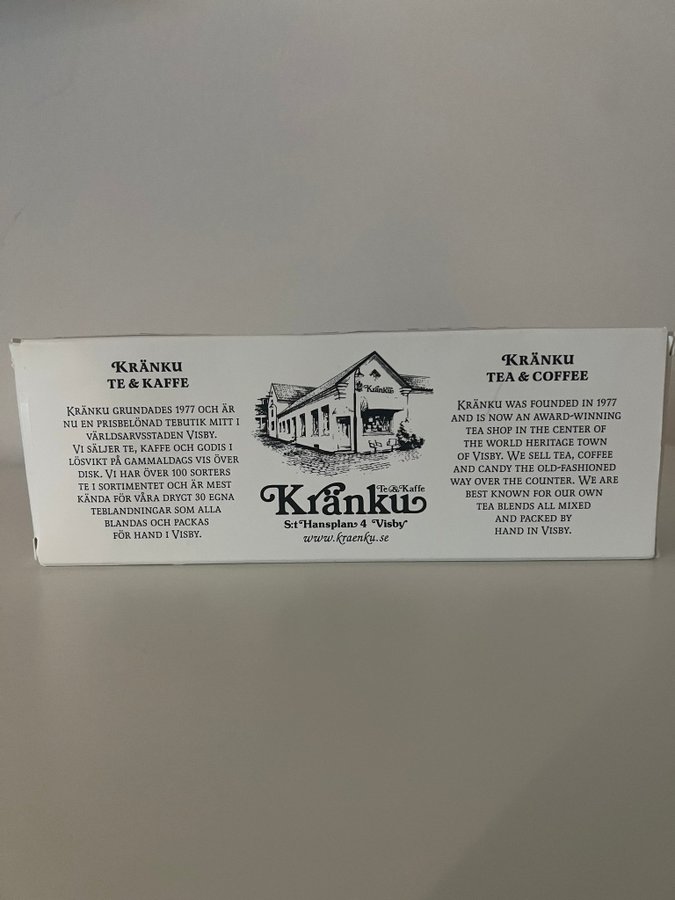 KRÄNKU
TE & KAFFE
KRÄNKU GRUNDADES 1977 OCH ÄR
NU EN PRISBELÖNAD TEBUTIK MITT I
VÄRLDSARVSSTADEN VISBY.
VI SÄLJER TE, KAFFE OCH GODIS I
LÖSVIKT PÅ GAMMALDAGS VIS ÖVER
DISK. VI HAR ÖVER 100 SORTERS
TE I SORTIMENTET OCH ÄR MEST
KÄNDA FÖR VÅRA DRYGT 30 EGNA
TEBLANDNINGAR SOM ALLA
BLANDAS OCH PACKAS
FÖR HAND I VISBY.
Kränku
Te & Kaffe
Kränku
S:t Hansplan 4 Visby
www.kraenku.se
KRÄNKU
TEA & COFFEE
KRÄNKU WAS FOUNDED IN 1977
AND IS NOW AN AWARD-WINNING
TEA SHOP IN THE CENTER OF
THE WORLD HERITAGE TOWN
OF VISBY. WE SELL TEA, COFFEE
AND CANDY THE OLD-FASHIONED
WAY OVER THE COUNTER. WE ARE
BEST KNOWN FOR OUR OWN
TEA BLENDS ALL MIXED
AND PACKED BY
HAND IN VISBY.